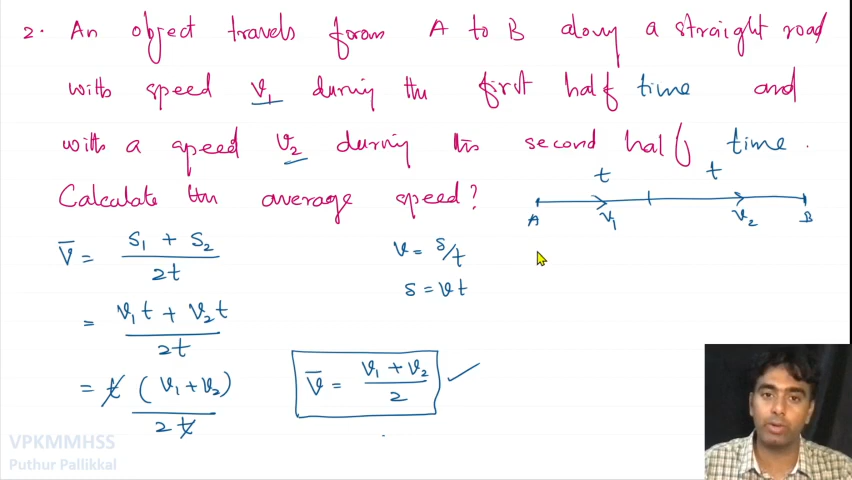 2. An object travels from A to B along a straight road
with speed v₁ during the first half time and
with a speed v₂ during the second half time.
Calculate the average speed?
t t
A v₁ v₂ B
v̅ = (s₁ + s₂)/2t
v = s/t
s = vt
= (v₁t + v₂t)/2t
= t(v₁+v₂)/2t
v̅ = (v₁ + v₂)/2 ✓
VPKMMHSS
Puthur Pallikkal